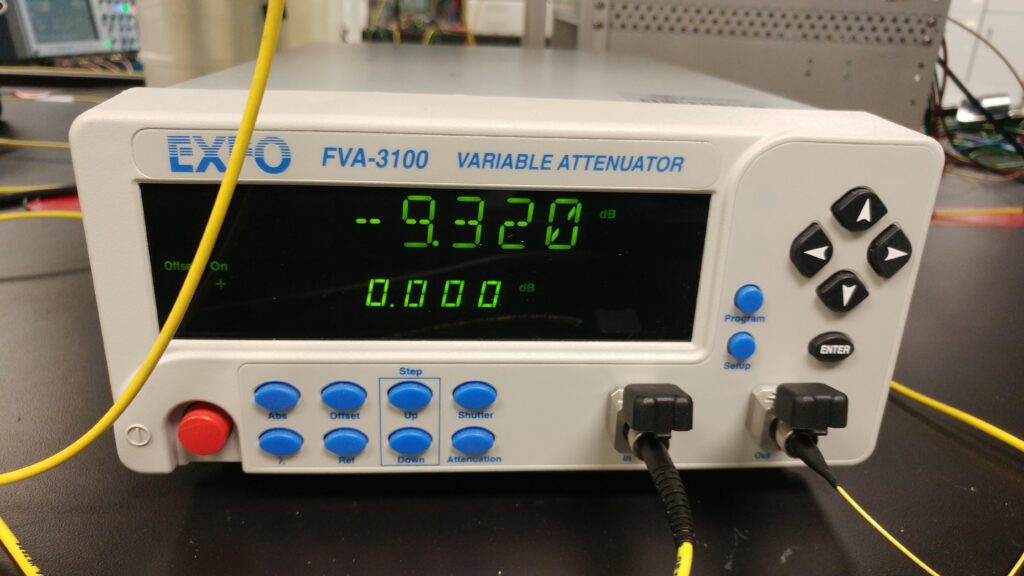 EXFO FVA-3100 VARIABLE ATTENUATOR
-9.320 dB
Offset On
+
0.000 dB
Program
Setup
ENTER
Step
Abs Offset Up Shutter
λ Ref Down Attenuation
In Out